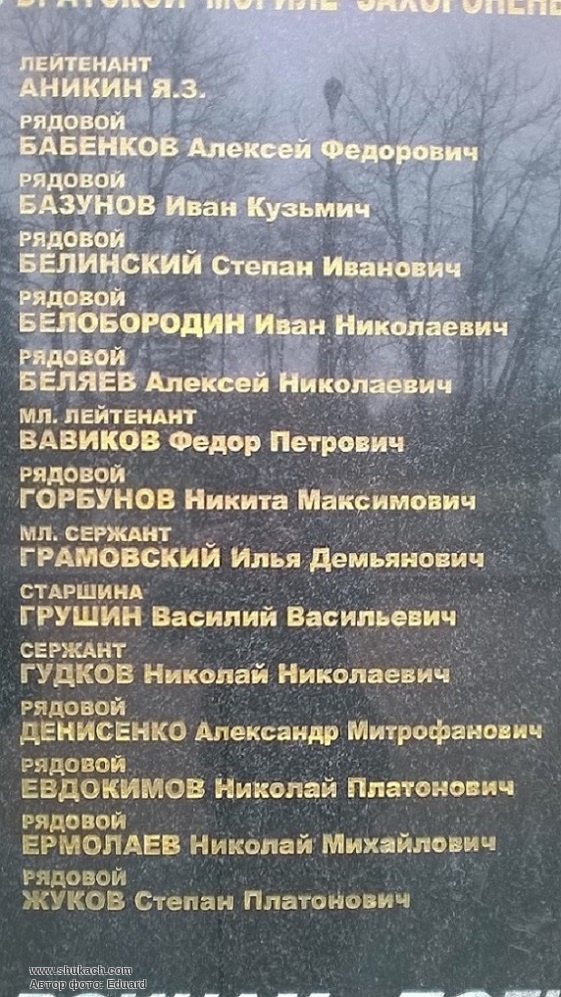 БРАТСКОЙ МОГИЛЕ ЗАХОРОНЕНЫ
ЛЕЙТЕНАНТ
АНИКИН Я.З.
РЯДОВОЙ
БАБЕНКОВ Алексей Федорович
РЯДОВОЙ
БАЗУНОВ Иван Кузьмич
РЯДОВОЙ
БЕЛИНСКИЙ Степан Иванович
РЯДОВОЙ
БЕЛОБОРОДИН Иван Николаевич
РЯДОВОЙ
БЕЛЯЕВ Алексей Николаевич
МЛ. ЛЕЙТЕНАНТ
ВАВИКОВ Федор Петрович
РЯДОВОЙ
ГОРБУНОВ Никита Максимович
МЛ. СЕРЖАНТ
ГРАМОВСКИЙ Илья Демьянович
СТАРШИНА
ГРУШИН Василий Васильевич
СЕРЖАНТ
ГУДКОВ Николай Николаевич
РЯДОВОЙ
ДЕНИСЕНКО Александр Митрофанович
РЯДОВОЙ
ЕВДОКИМОВ Николай Платонович
РЯДОВОЙ
ЕРМОЛАЕВ Николай Михайлович
РЯДОВОЙ
ЖУКОВ Степан Платонович
www.shukach.com
Автор фото: Eduard